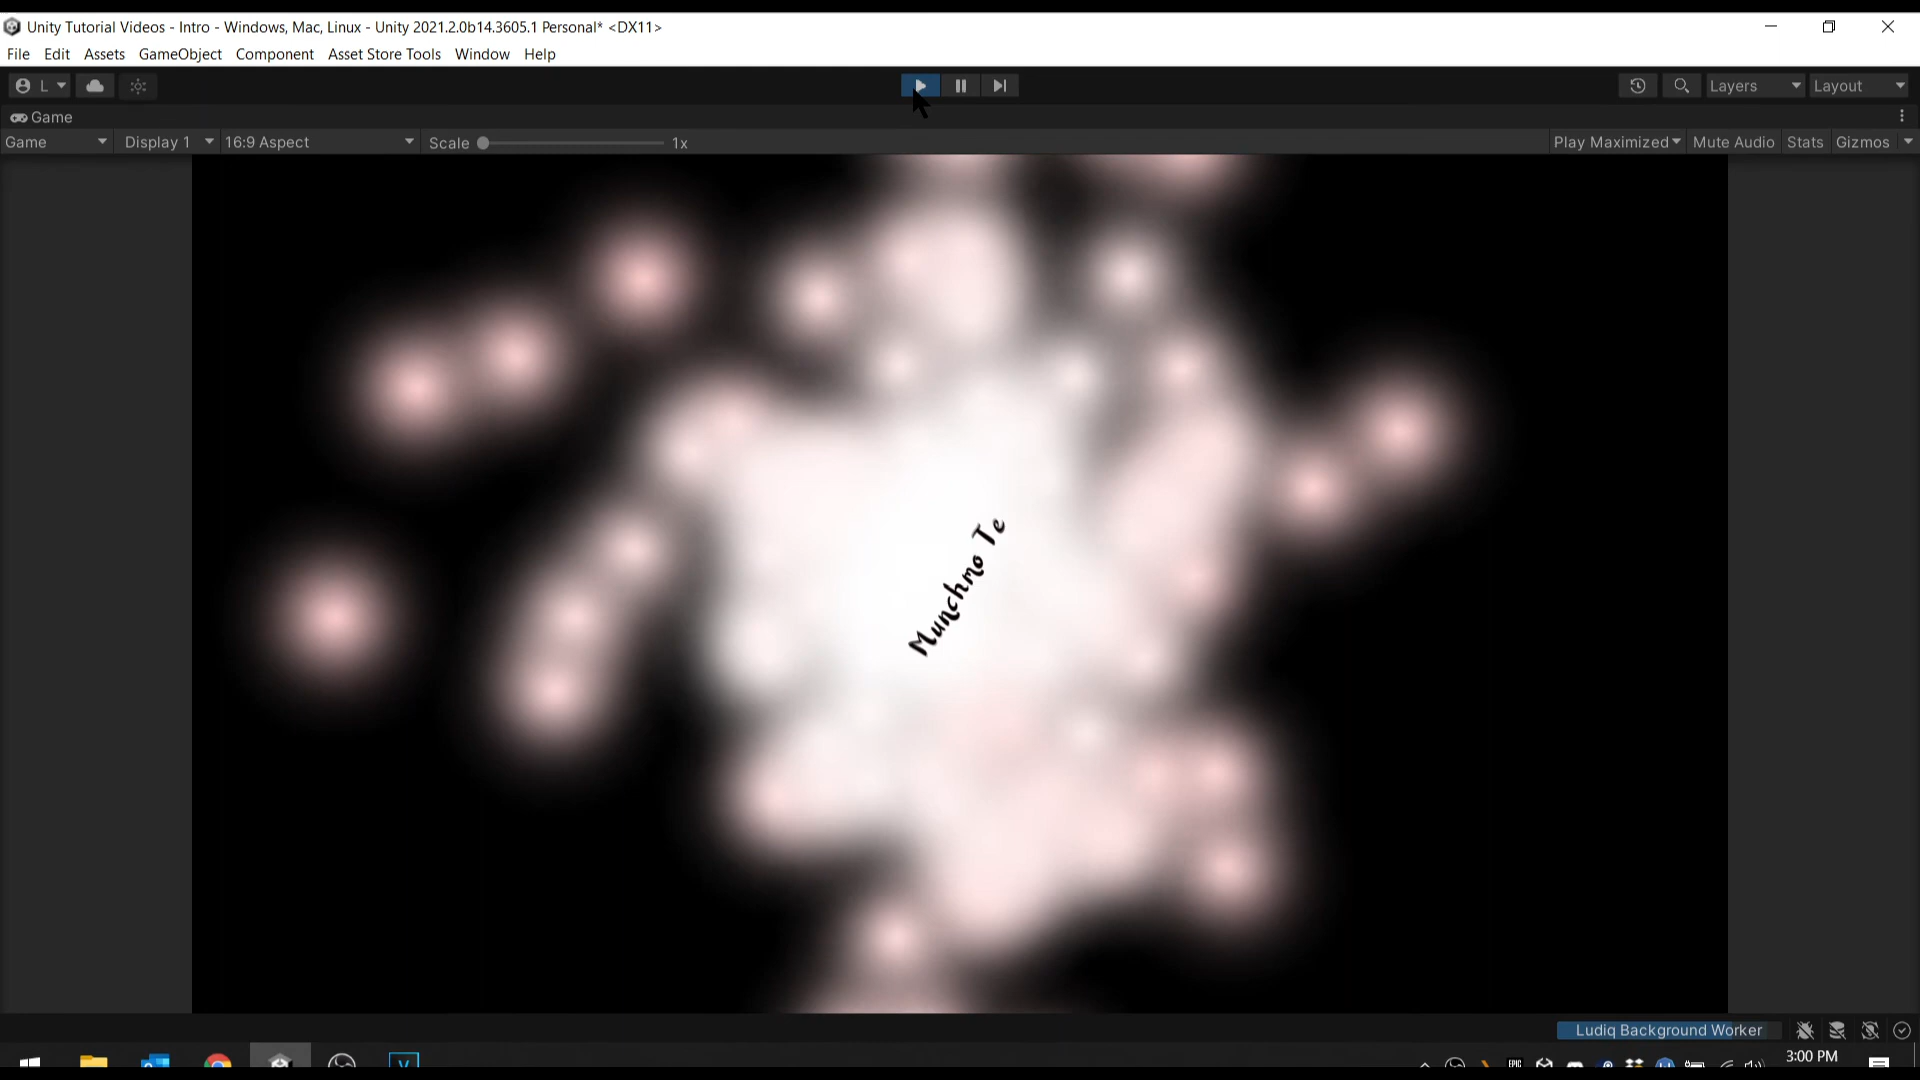 Unity Tutorial Videos - Intro - Windows, Mac, Linux - Unity 2021.2.0b14.3605.1 Personal* <DX11>
File Edit Assets GameObject Component Asset Store Tools Window Help
L Layers Layout
Game
Game Display 1 16:9 Aspect Scale 1x Play Maximized Mute Audio Stats Gizmos
Munchmo Te
Ludiq Background Worker
3:00 PM